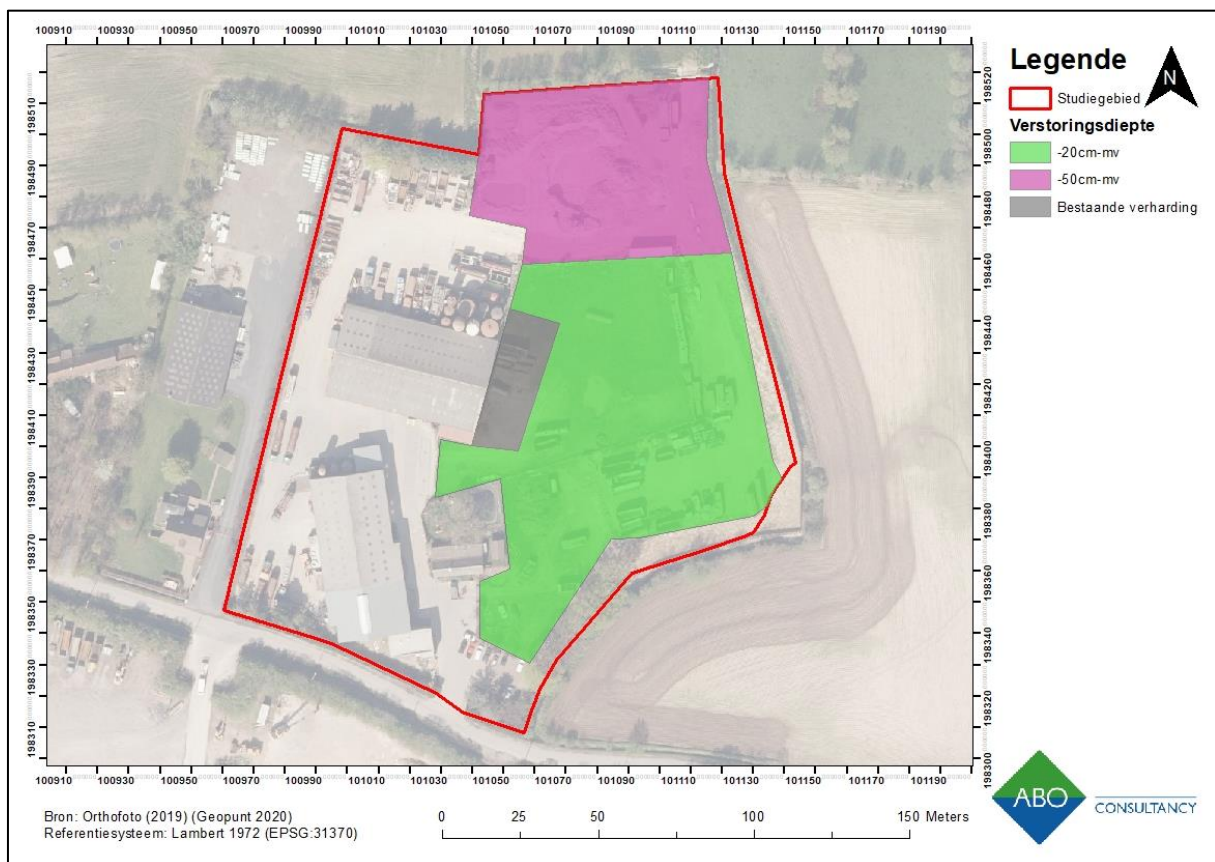 100910 100930 100950 100970 100990 101010 101030 101050 101070 101090 101110 101130 101150 101170 101190
198510
198490
198470
198450
198430
198410
198390
198370
198350
198330
198310
198520
198500
198480
198460
198440
198420
198400
198380
198360
198340
198320
198300
100910 100930 100950 100970 100990 101010 101030 101050 101070 101090 101110 101130 101150 101170 101190
Legende
N
Studiegebied
Verstoringsdiepte
-20cm-mv
-50cm-mv
Bestaande verharding
Bron: Orthofoto (2019) (Geopunt 2020)
Referentiesysteem: Lambert 1972 (EPSG:31370)
0 25 50 100 150 Meters
ABO CONSULTANCY